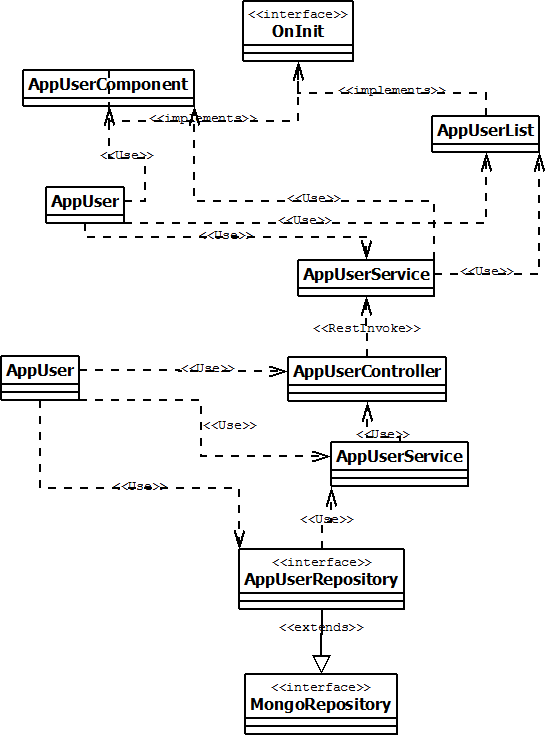 <<interface>>
OnInit
AppUserComponent
<<implements>>
<<implements>>
AppUserList
<<Use>>
AppUser
<<Use>>
<<Use>>
<<Use>>
AppUserService
<<Use>>
<<RestInvoke>>
AppUser
<<Use>>
AppUserController
<<Use>>
<<Use>>
AppUserService
<<Use>>
<<Use>>
<<interface>>
AppUserRepository
<<extends>>
<<interface>>
MongoRepository